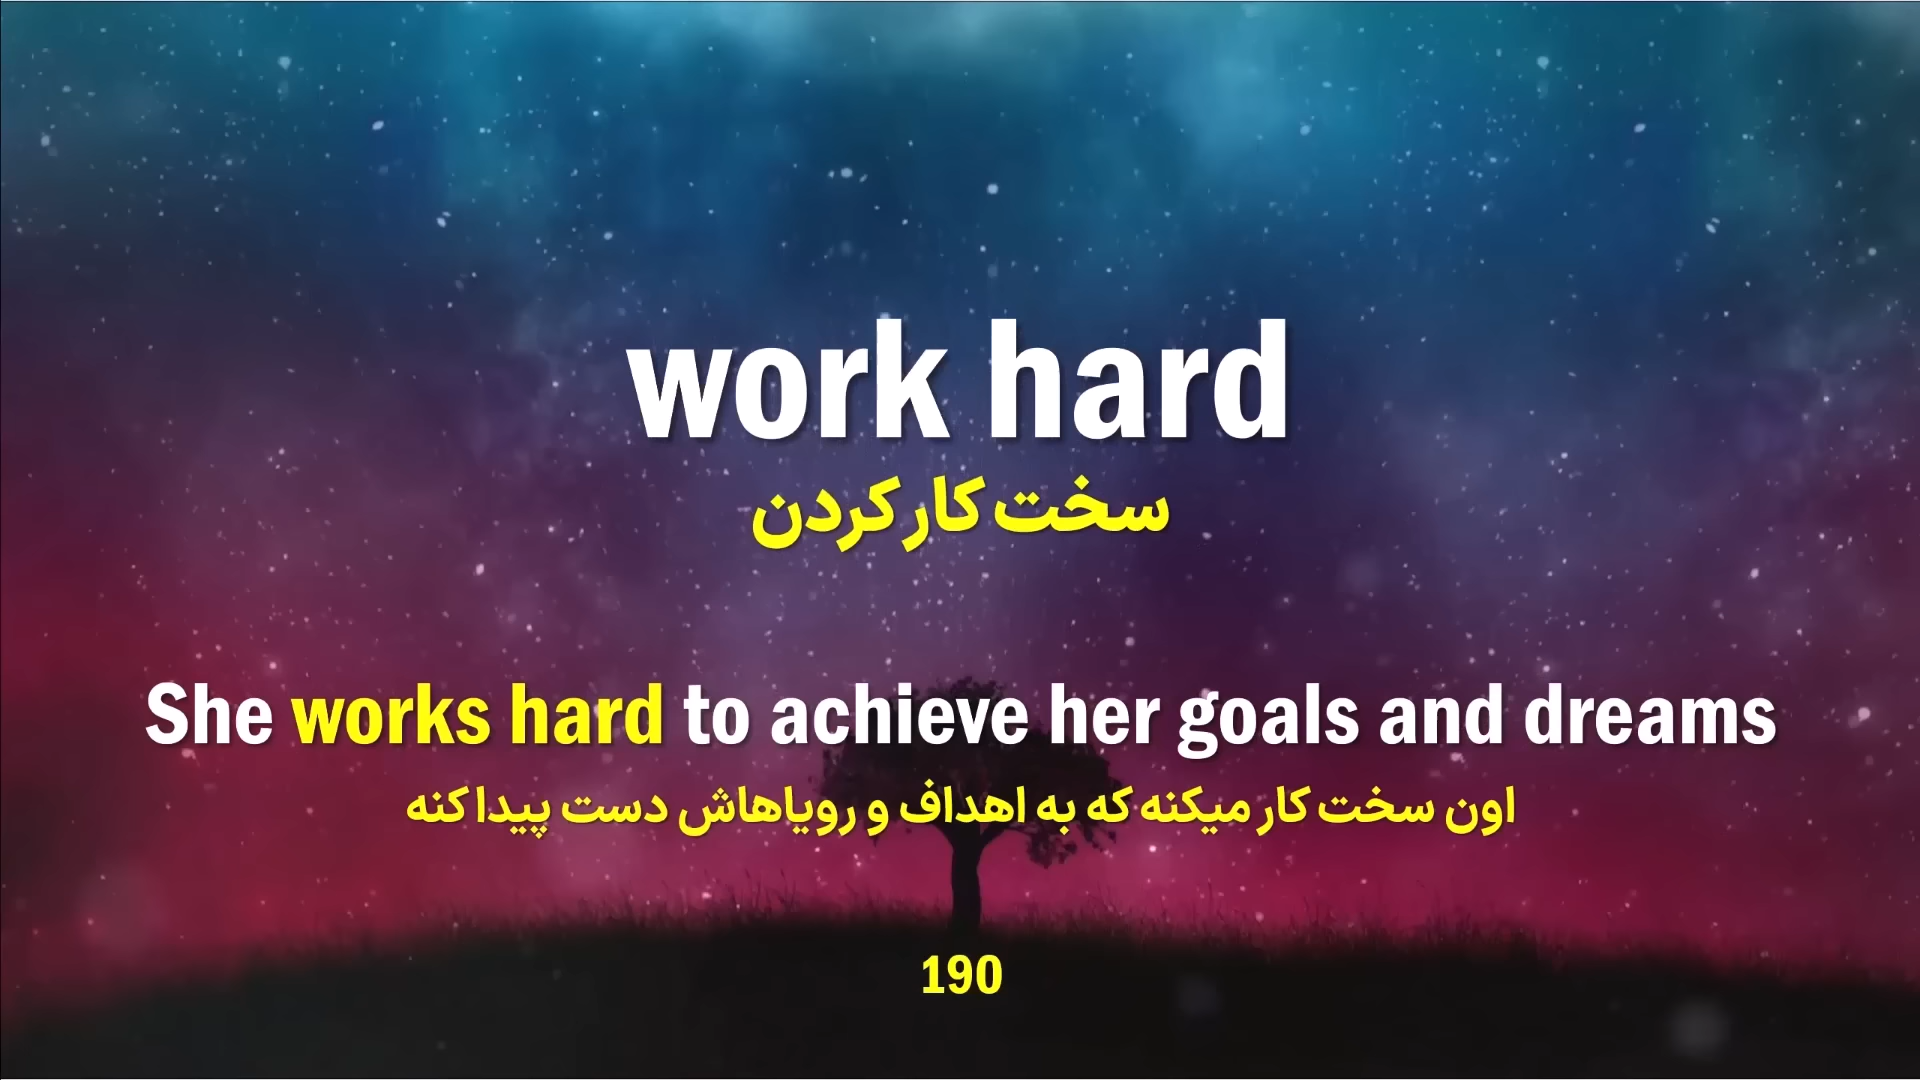 work hard
سخت کار کردن
She works hard to achieve her goals and dreams
اون سخت کار میکنه که به اهداف و رویاهاش دست پیدا کنه
190